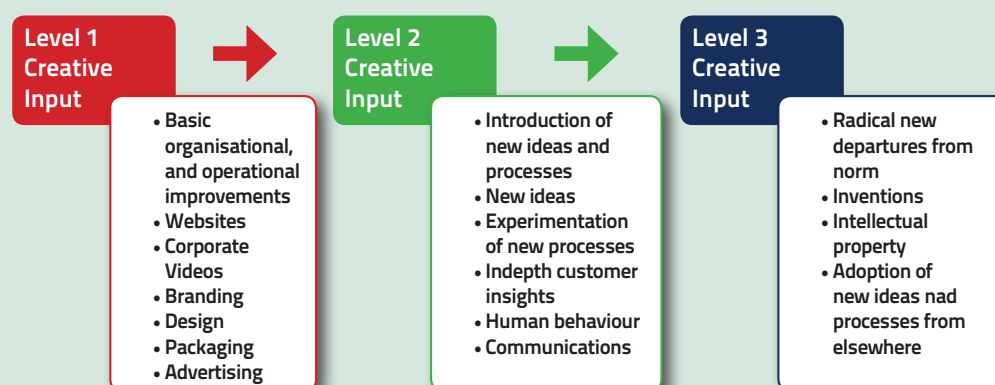 Level 1
Creative
Input
• Basic
organisational,
and operational
improvements
• Websites
• Corporate
Videos
• Branding
• Design
• Packaging
• Advertising
Level 2
Creative
Input
• Introduction of
new ideas and
processes
• New ideas
• Experimentation
of new processes
• Indepth customer
insights
• Human behaviour
• Communications
Level 3
Creative
Input
• Radical new
departures from
norm
• Inventions
• Intellectual
property
• Adoption of
new ideas nad
processes from
elsewhere